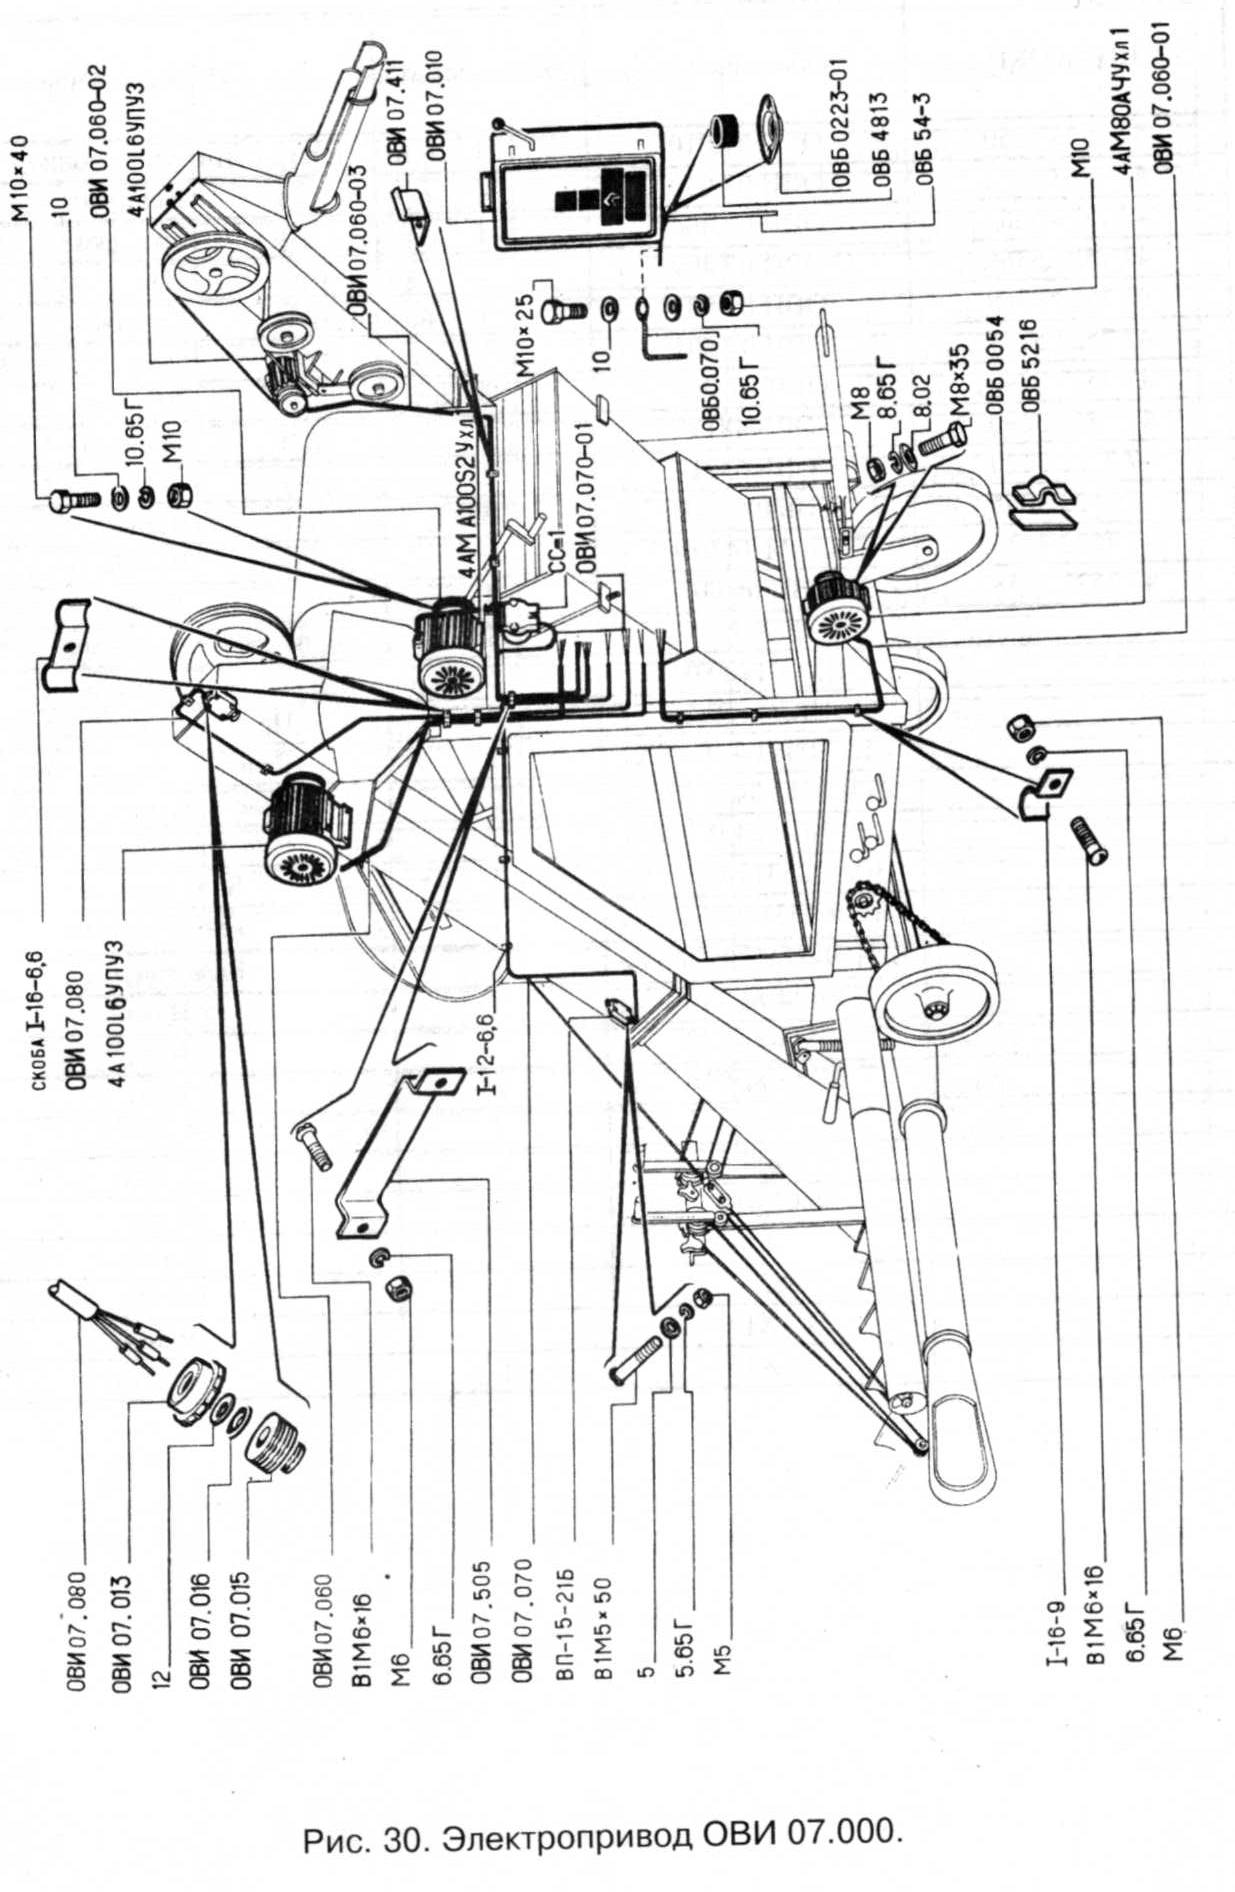 М10×40
10
ОВИ 07.060-02
4А100L6УПУ3
ОВИ 07.060-03
ОВИ 07.411
ОВИ 07.010
10.65Г
М10
4АМ А100S2Ухл
М10×25
10
ОВБ0.070
10.65Г
ОВБ 0223-01
ОВБ 4813
ОВБ 54-3
М10
4АМ80А4Ухл1
ОВИ 07.060-01
СС-1
ОВИ 07.070-01
М8
8.65Г
8.02
М8×35
ОВБ 0054
ОВБ 5216
СКОБА I-16-6,6
ОВИ 07.080
4А100L6УПУ3
I-12-6,6
ОВИ 07.080
ОВИ 07.013
12
ОВИ 07.016
ОВИ 07.015
ОВИ 07.060
В1М6×16
М6
6.65Г
ОВИ 07.505
ОВИ 07.070
ВП-15-21Б
В1М5×50
5
5.65Г
М5
I-16-9
В1М6×16
6.65Г
М6
Рис. 30. Электропривод ОВИ 07.000.